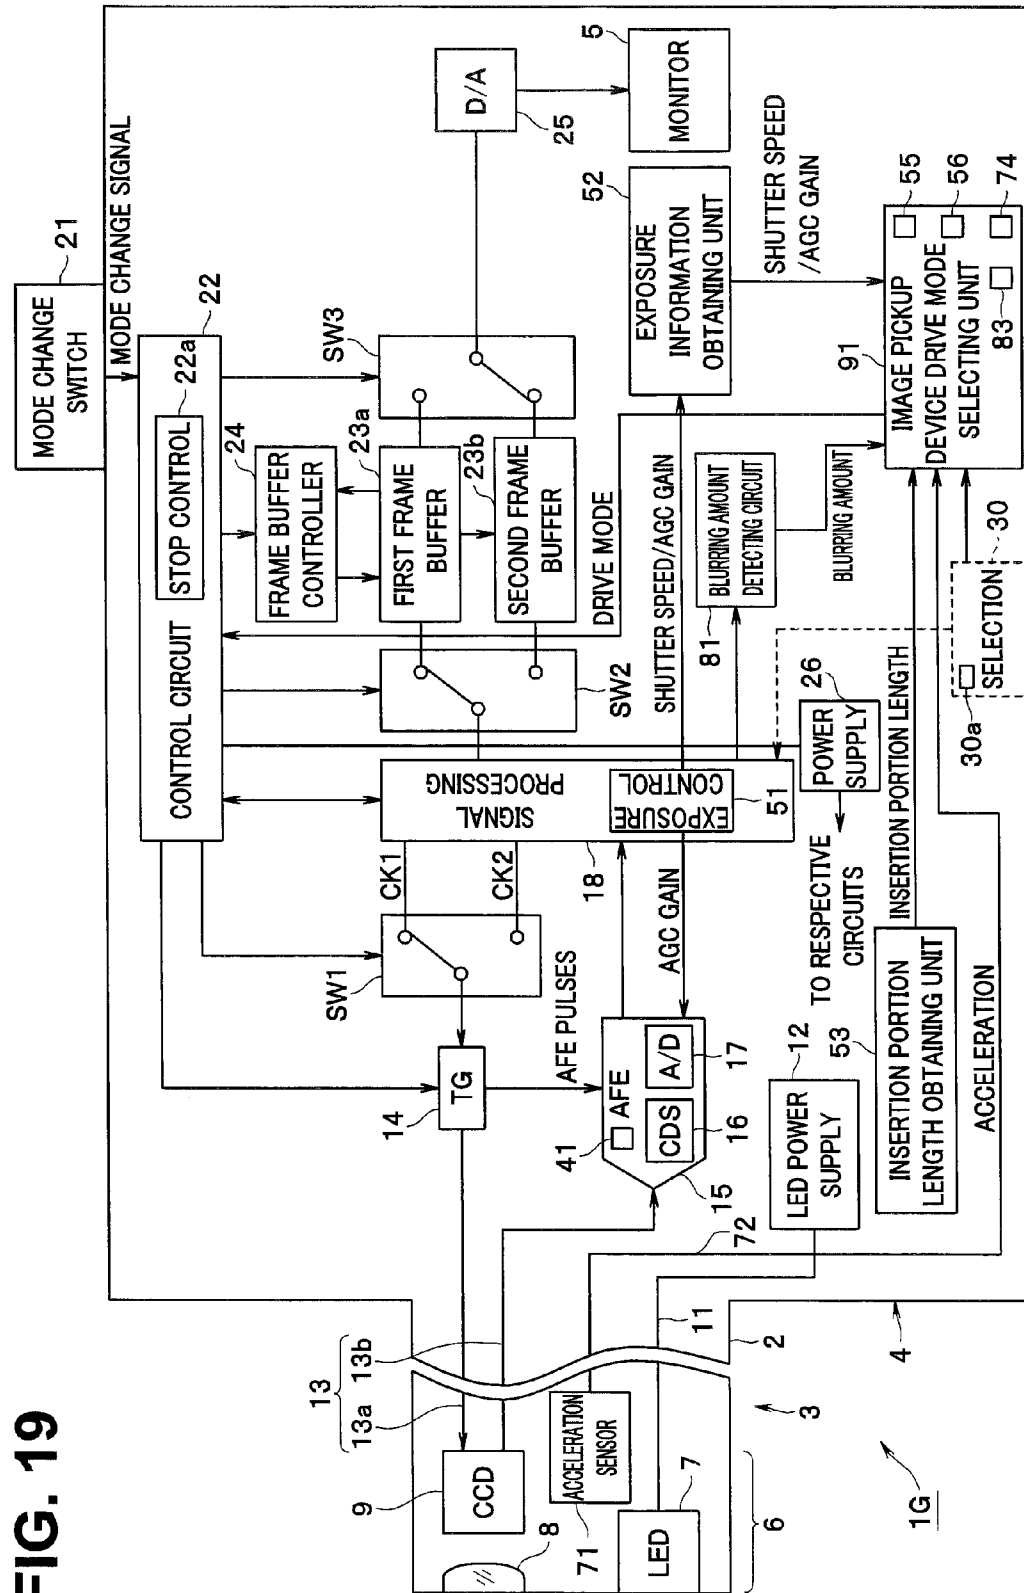 FIG. 19
MODE CHANGE
SWITCH
21
MODE CHANGE SIGNAL
22
22a
STOP CONTROL
CONTROL CIRCUIT
24
FRAME BUFFER
CONTROLLER
23a
FIRST FRAME
BUFFER
23b
SECOND FRAME
BUFFER
SW3
D/A
25
5
MONITOR
SW2
DRIVE MODE
SIGNAL
PROCESSING
18
EXPOSURE
CONTROL
51
CK1
CK2
SW1
TG
14
AFE PULSES
AGC GAIN
AFE
41
CDS
16
A/D
17
15
SHUTTER SPEED/AGC GAIN
52
EXPOSURE
INFORMATION
OBTAINING UNIT
SHUTTER SPEED
/AGC GAIN
81
BLURRING AMOUNT
DETECTING CIRCUIT
BLURRING AMOUNT
91
IMAGE PICKUP
DEVICE DRIVE MODE
SELECTING UNIT
55
56
74
83
30
SELECTION
30a
26
POWER
SUPPLY
TO RESPECTIVE
CIRCUITS
INSERTION PORTION LENGTH
53
INSERTION PORTION
LENGTH OBTAINING UNIT
ACCELERATION
12
LED POWER
SUPPLY
72
11
2
4
13
13a
13b
9
CCD
8
71
ACCELERATION
SENSOR
LED
7
6
3
1G